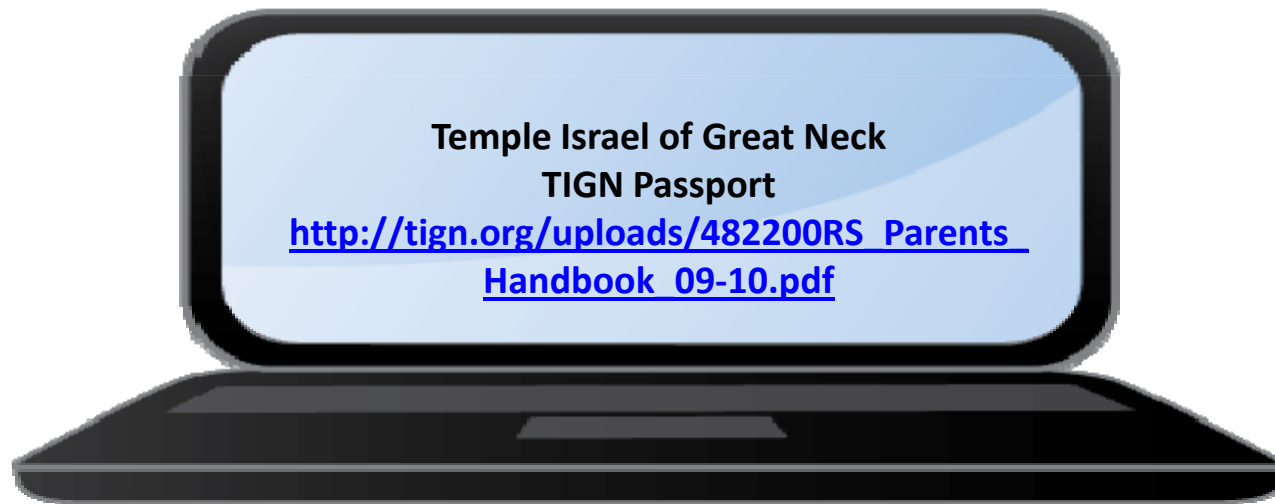 Temple Israel of Great Neck
TIGN Passport
http://tign.org/uploads/482200RS_Parents_
Handbook_09-10.pdf